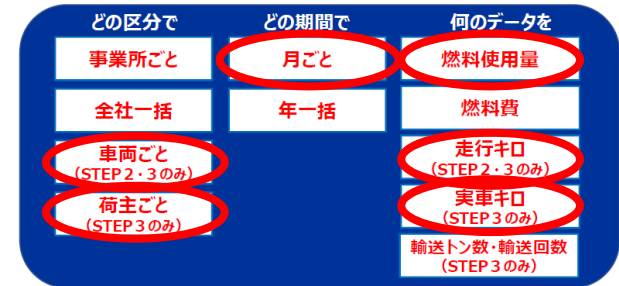 どの区分で
どの期間で
何のデータを
事業所ごと
月ごと
燃料使用量
全社一括
年一括
燃料費
車両ごと
(STEP2・3のみ)
走行キロ
(STEP2・3のみ)
荷主ごと
(STEP3のみ)
実車キロ
(STEP3のみ)
輸送トン数・輸送回数
(STEP3のみ)